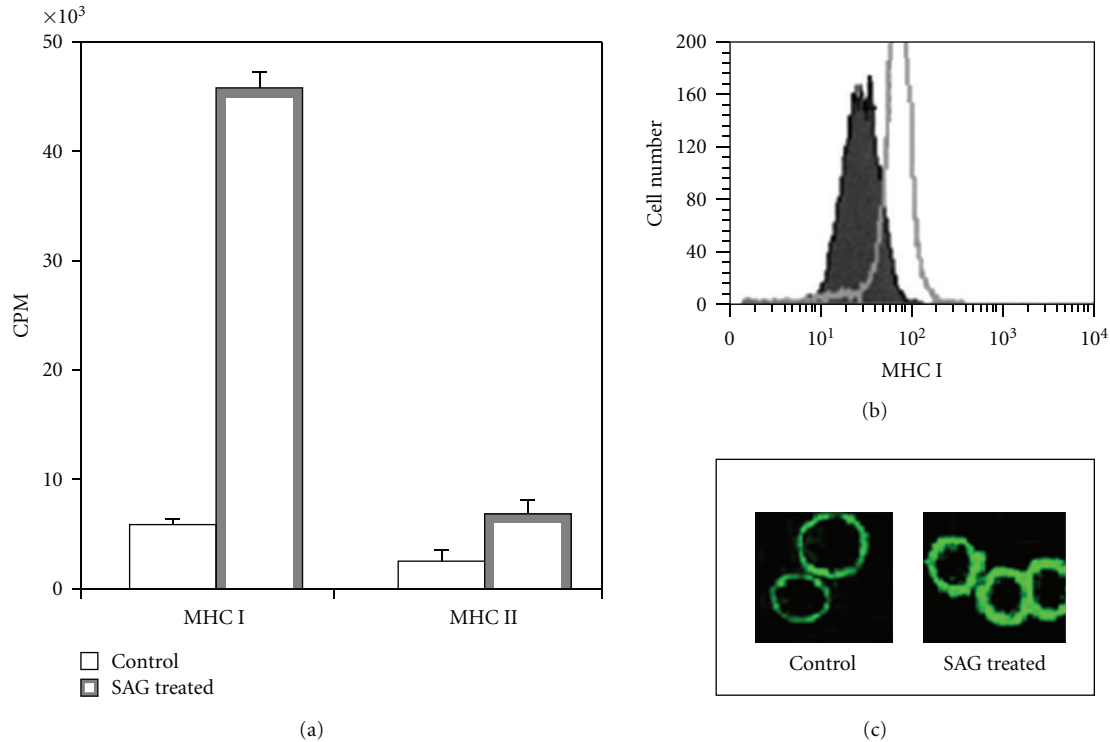 ×10³
50
40
30
20
10
0
CPM
MHC I MHC II
Control
SAG treated
(a)
200
160
120
80
40
0
Cell number
0 10¹ 10² 10³ 10⁴
MHC I
(b)
Control SAG treated
(c)